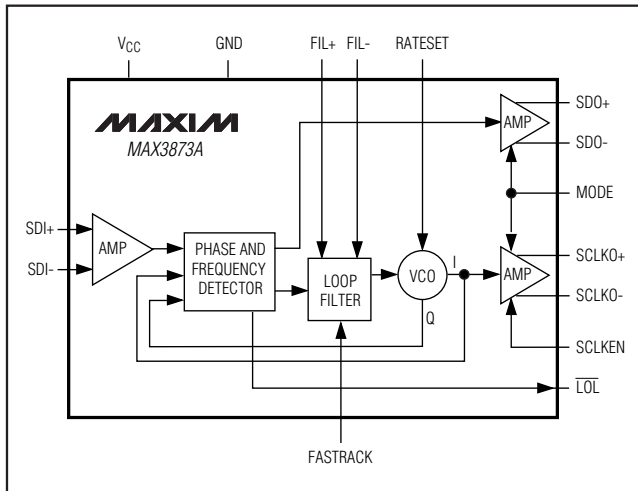 VCC GND FIL+ FIL- RATESET
MAXIM
MAX3873A
SDI+
SDI-
AMP
PHASE AND
FREQUENCY
DETECTOR
LOOP
FILTER
VCO
I
Q
AMP
SDO+
SDO-
MODE
AMP
SCLKO+
SCLKO-
SCLKEN
LOL
FASTRACK